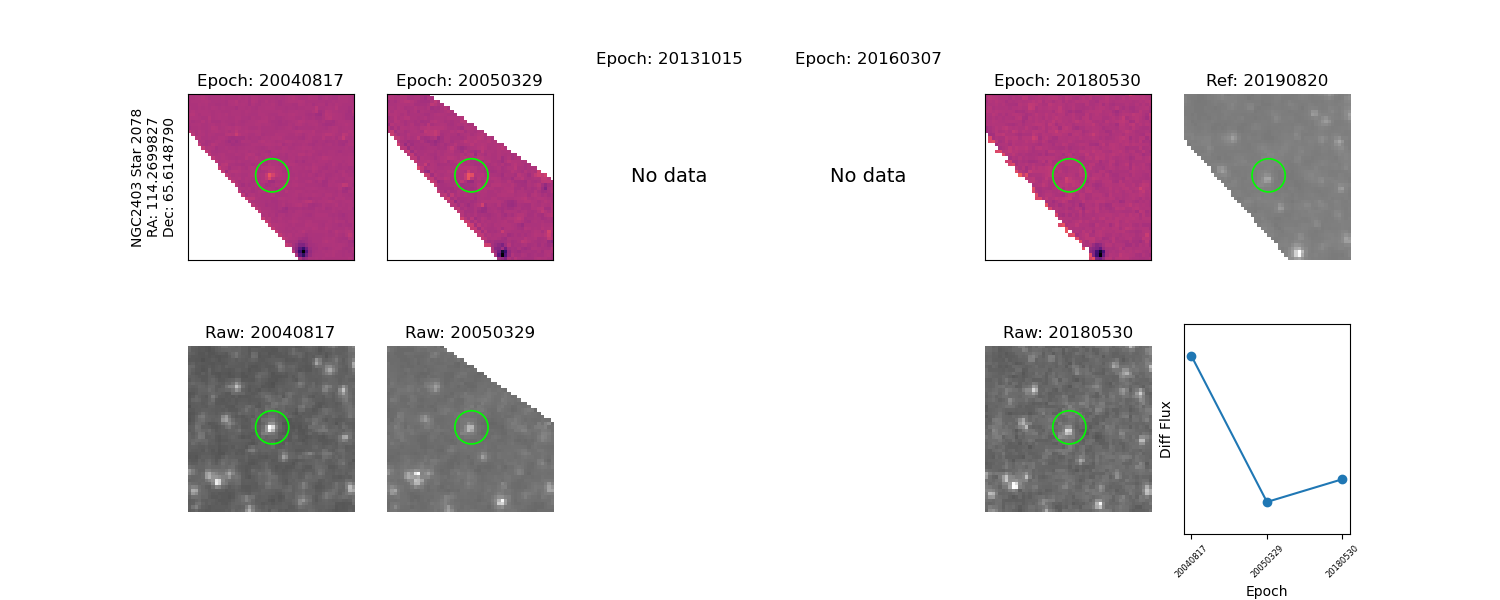 Epoch: 20131015
Epoch: 20160307
Epoch: 20040817
Epoch: 20050329
Epoch: 20180530
Ref: 20190820
NGC2403 Star 2078
RA: 114.2699827
Dec: 65.6148790
No data
No data
Raw: 20040817
Raw: 20050329
Raw: 20180530
Diff Flux
20040817
20050329
20180530
Epoch